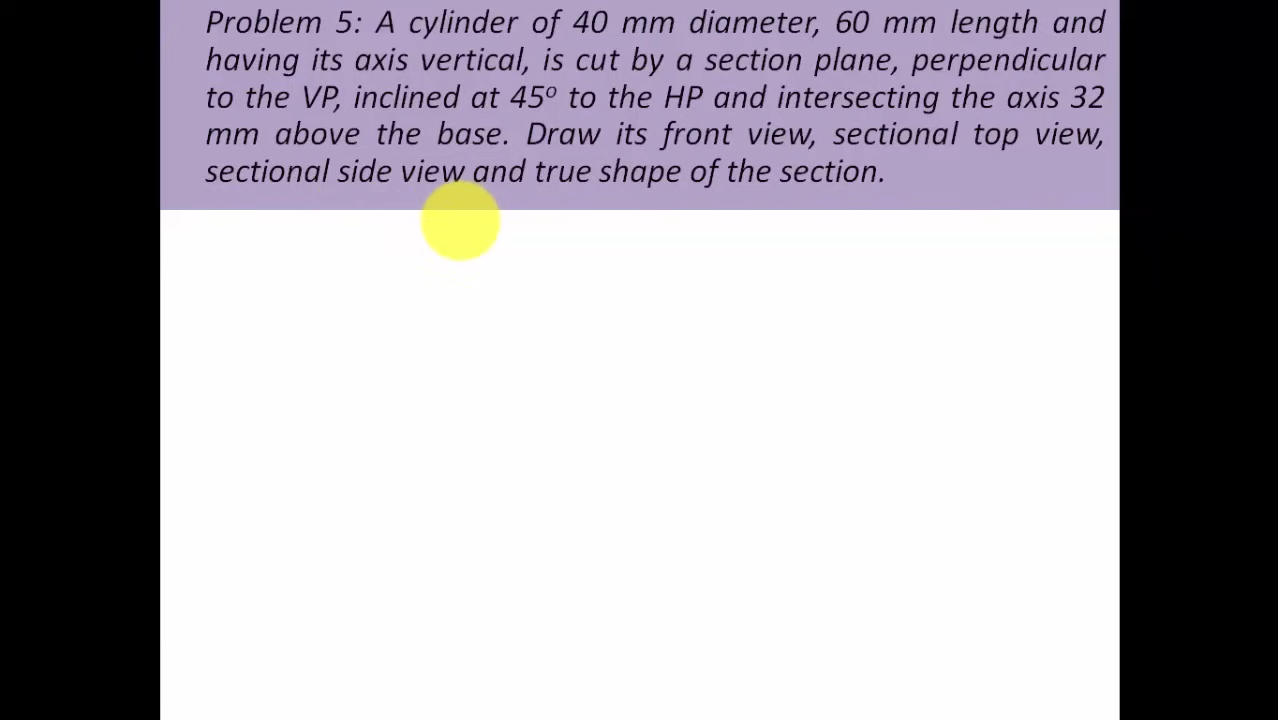 Problem 5: A cylinder of 40 mm diameter, 60 mm length and
having its axis vertical, is cut by a section plane, perpendicular
to the VP, inclined at 45º to the HP and intersecting the axis 32
mm above the base. Draw its front view, sectional top view,
sectional side view and true shape of the section.